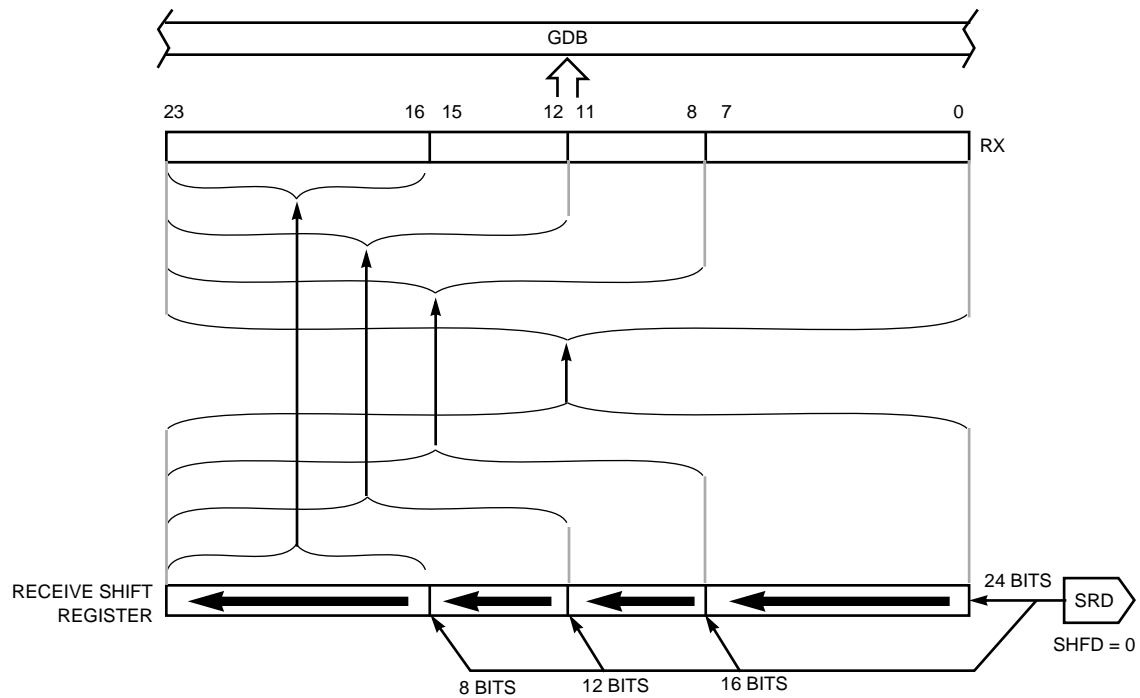 GDB
23 16 15 12 11 8 7 0
RX
RECEIVE SHIFT
REGISTER
24 BITS
SRD
SHFD = 0
8 BITS 12 BITS 16 BITS